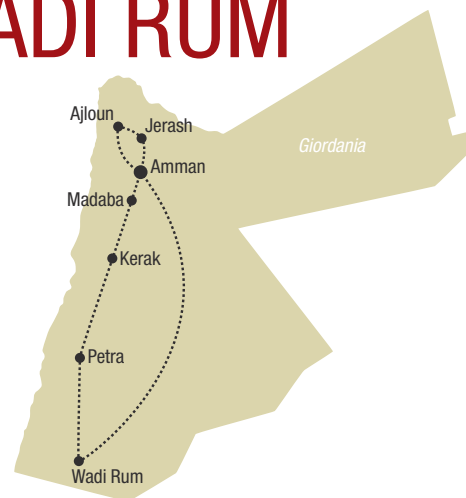 ADI RUM
Ajloun
Jerash
Giordania
Amman
Madaba
Kerak
Petra
Wadi Rum